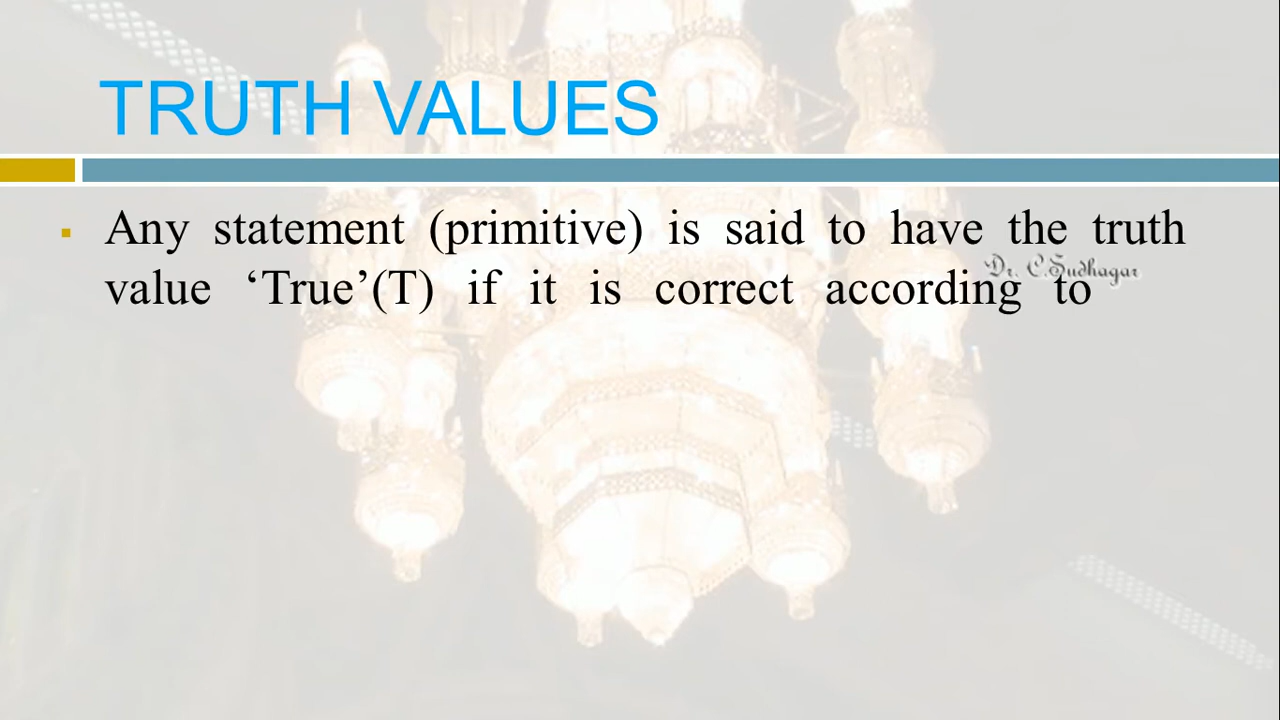 TRUTH VALUES
Any statement (primitive) is said to have the truth
value ‘True’(T) if it is correct according to
Dr. C.Sudhagar